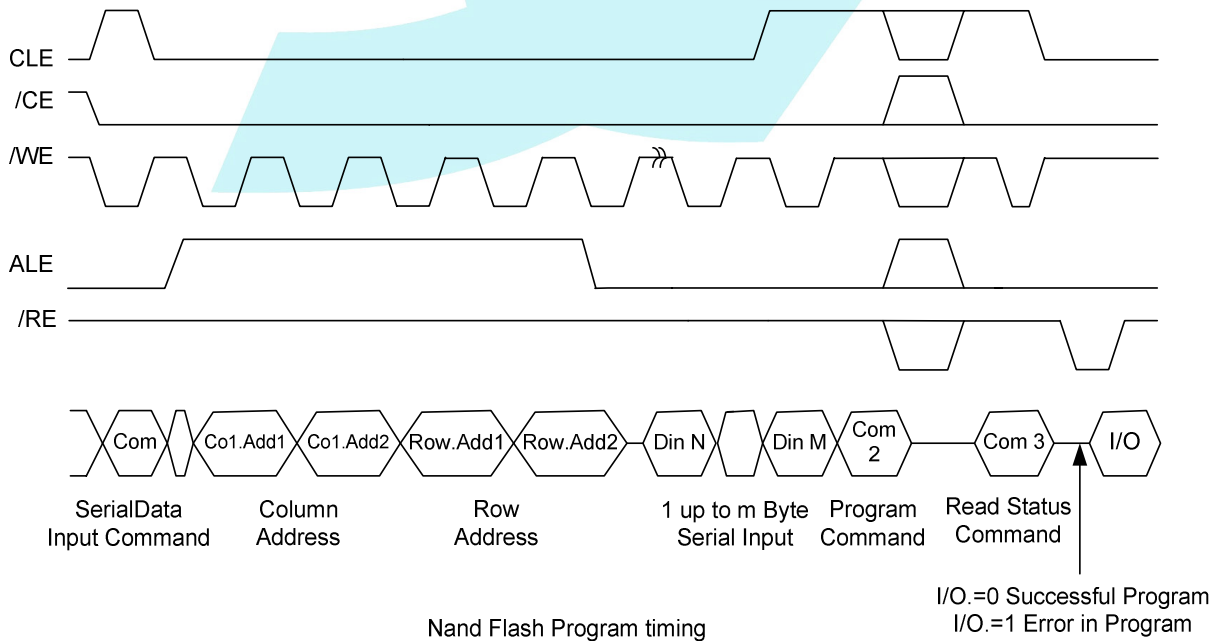 CLE
/CE
/WE
ALE
/RE
Com
Co1.Add1
Co1.Add2
Row.Add1
Row.Add2
Din N
Din M
Com
2
Com 3
I/O
SerialData
Input Command
Column
Address
Row
Address
1 up to m Byte
Serial Input
Program
Command
Read Status
Command
I/O.=0 Successful Program
I/O.=1 Error in Program
Nand Flash Program timing